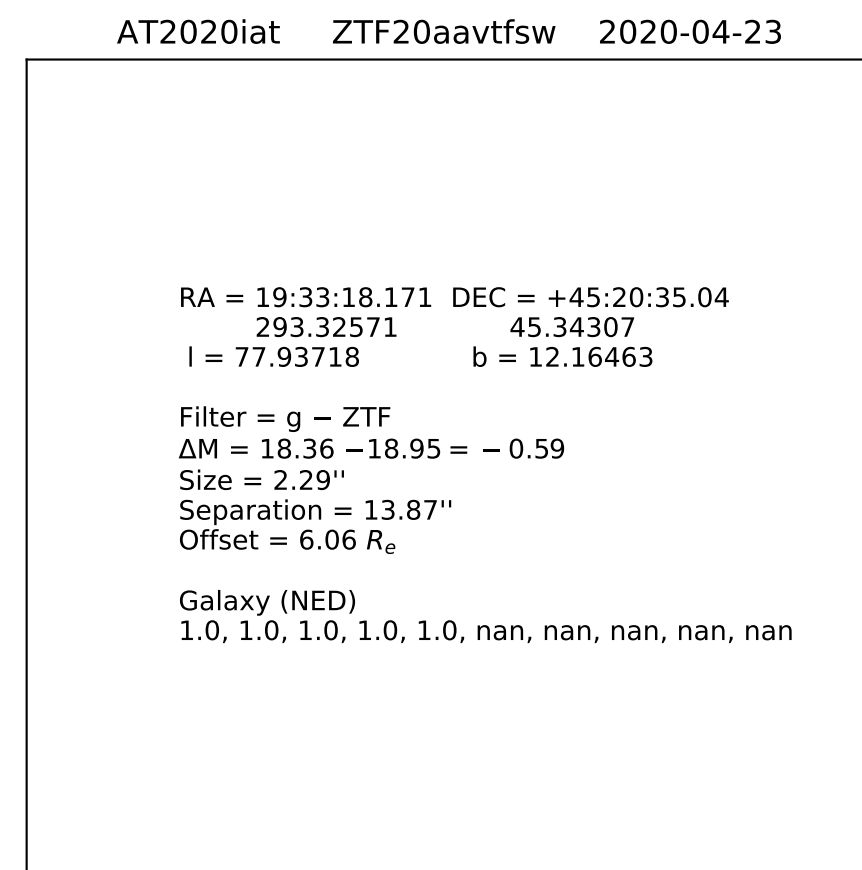 AT2020iat ZTF20aavtfsw 2020-04-23
RA = 19:33:18.171 DEC = +45:20:35.04
293.32571 45.34307
l = 77.93718 b = 12.16463
Filter = g − ZTF
ΔM = 18.36 −18.95 = − 0.59
Size = 2.29''
Separation = 13.87''
Offset = 6.06 Re
Galaxy (NED)
1.0, 1.0, 1.0, 1.0, 1.0, nan, nan, nan, nan, nan